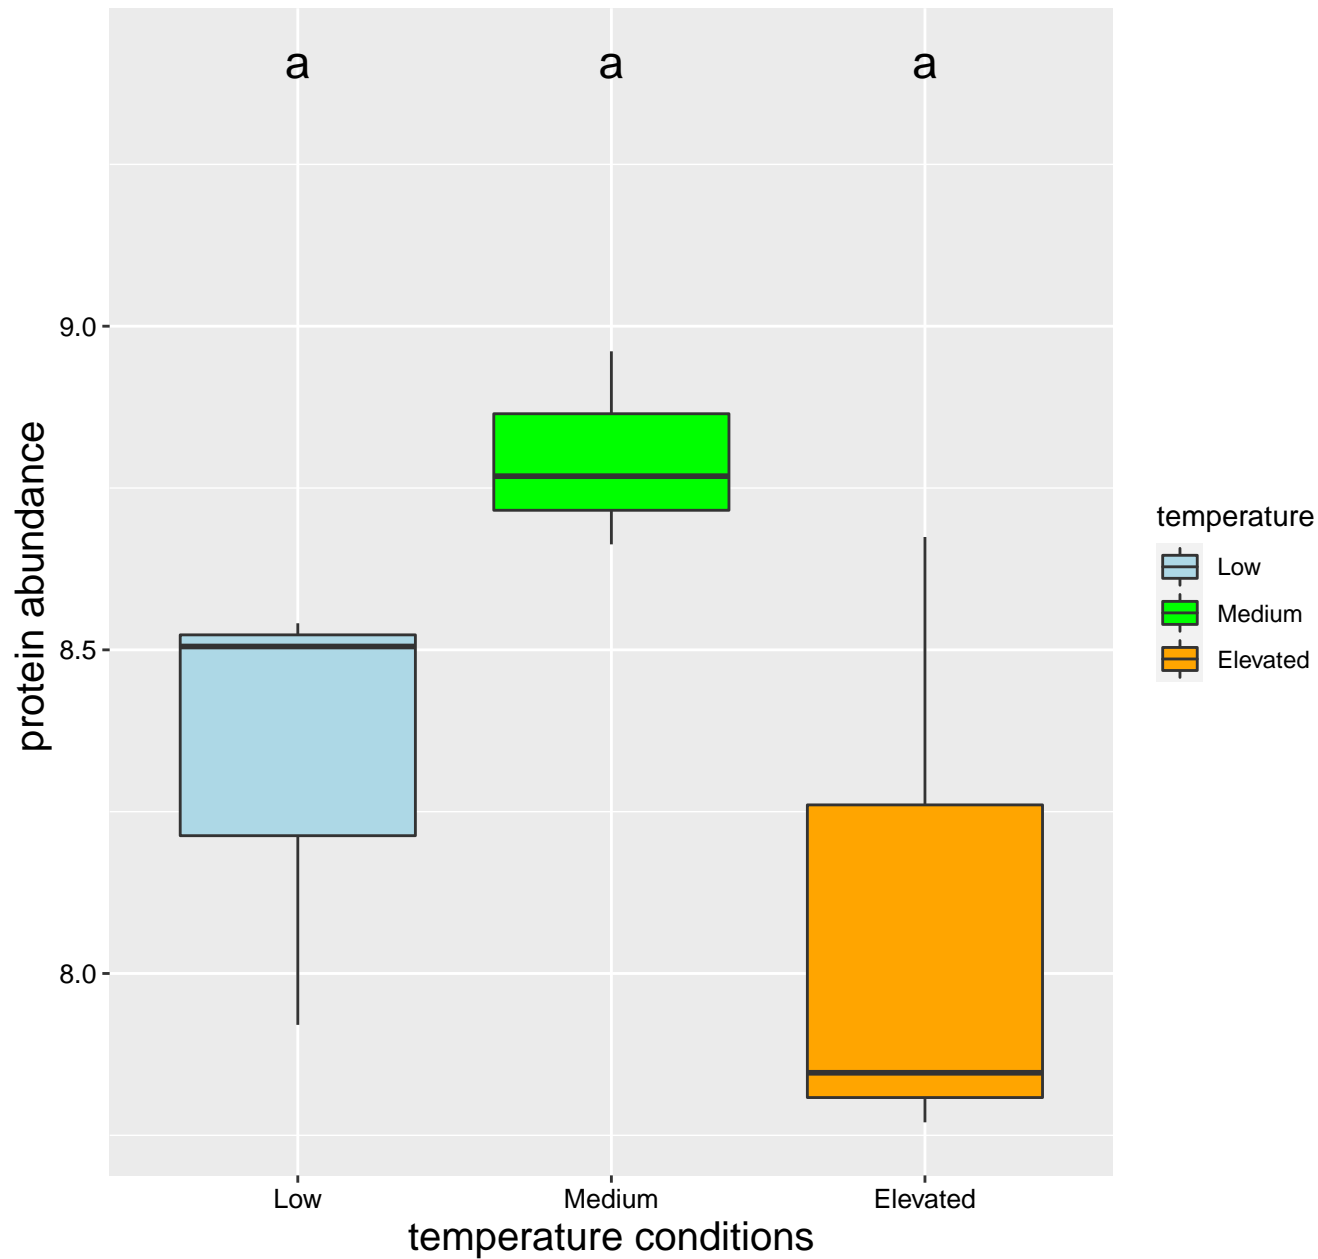 a a a
9.0
8.5
8.0
protein abundance
Low Medium Elevated
temperature conditions
temperature
Low
Medium
Elevated